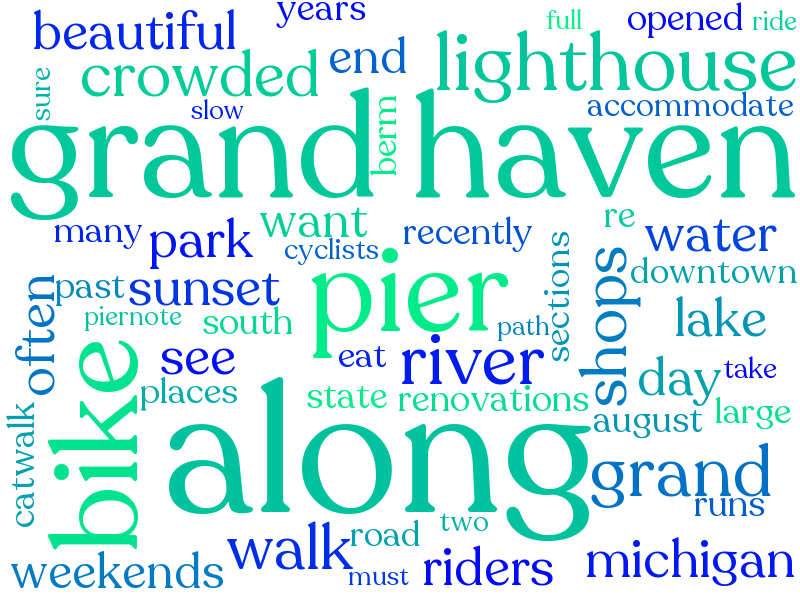 years
full
opened
ride
beautiful
end
lighthouse
crowded
sure
slow
berm
accommodate
grand haven
re
many
park
want
recently
water
cyclists
sections
shops
downtown
past
sunset
often
pier
lake
piernote
south
path
see
eat
river
day
take
bike
places
state
renovations
august
large
catwalk
along
grand
runs
two
road
walk
weekends
must
riders
michigan